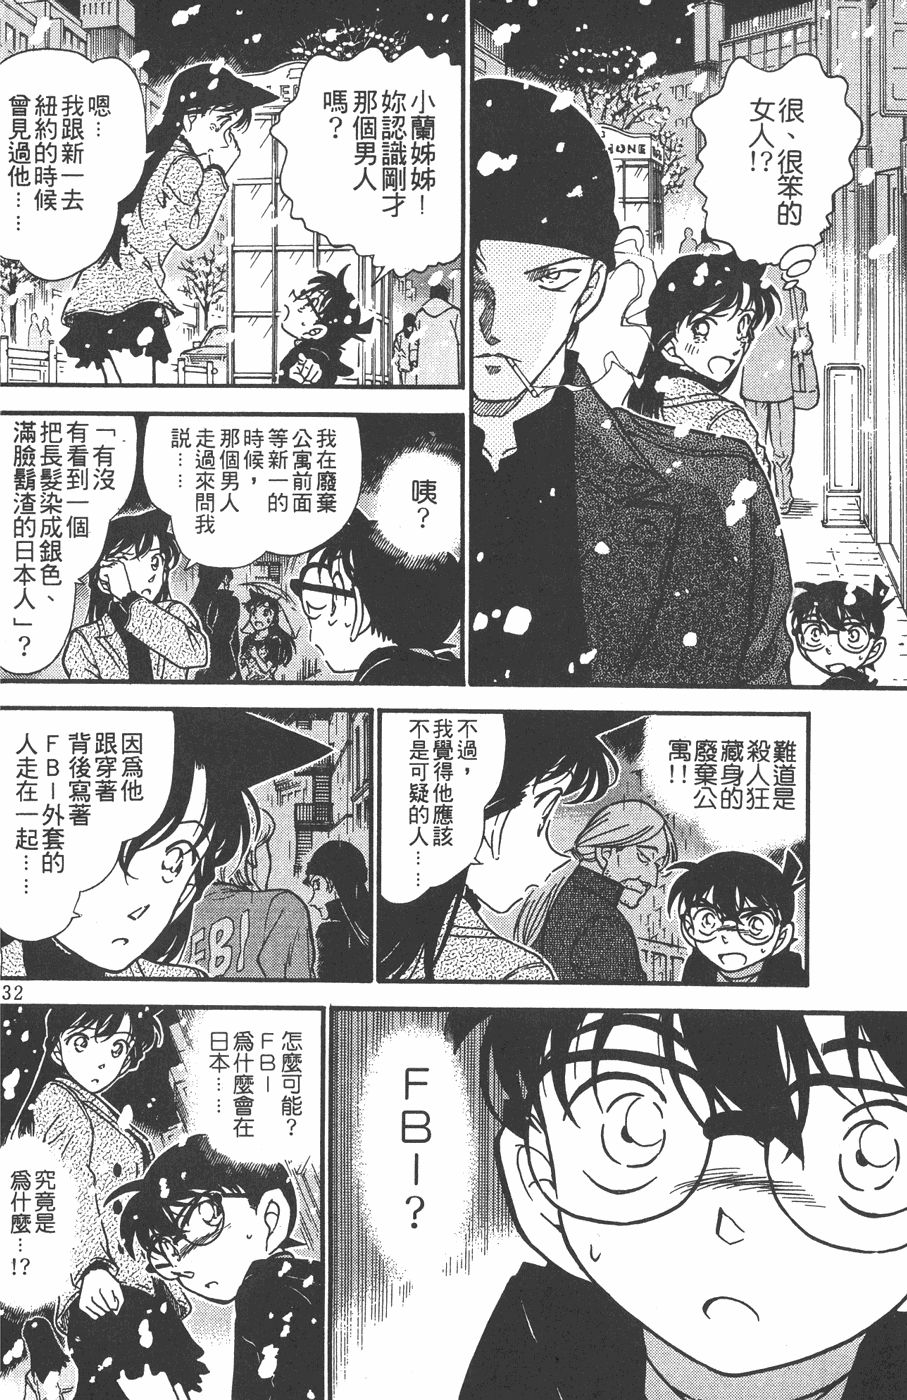 很、很笨的
女人!?
HONE
小蘭姊姊！
妳認識剛才
那個男人
嗎？
嗯…
我跟新一去
紐約的時候
曾見過他……
咦？
我在廢棄
公寓前面
等新一的
時候，
那個男人
走過來問我
說……
「有沒
有看到一個
把長髮染成銀色、
滿臉鬍渣的日本人」？
難道是
殺人狂
藏身的
廢棄公
寓!!
不過，
我覺得他應該
不是可疑的人……
因為他
跟穿著
背後寫著
FBI外套的
人走在一起……
FBI
32
FBI？
怎麼可能？
FBI
為什麼會在
日本…
究竟是
為什麼…!?